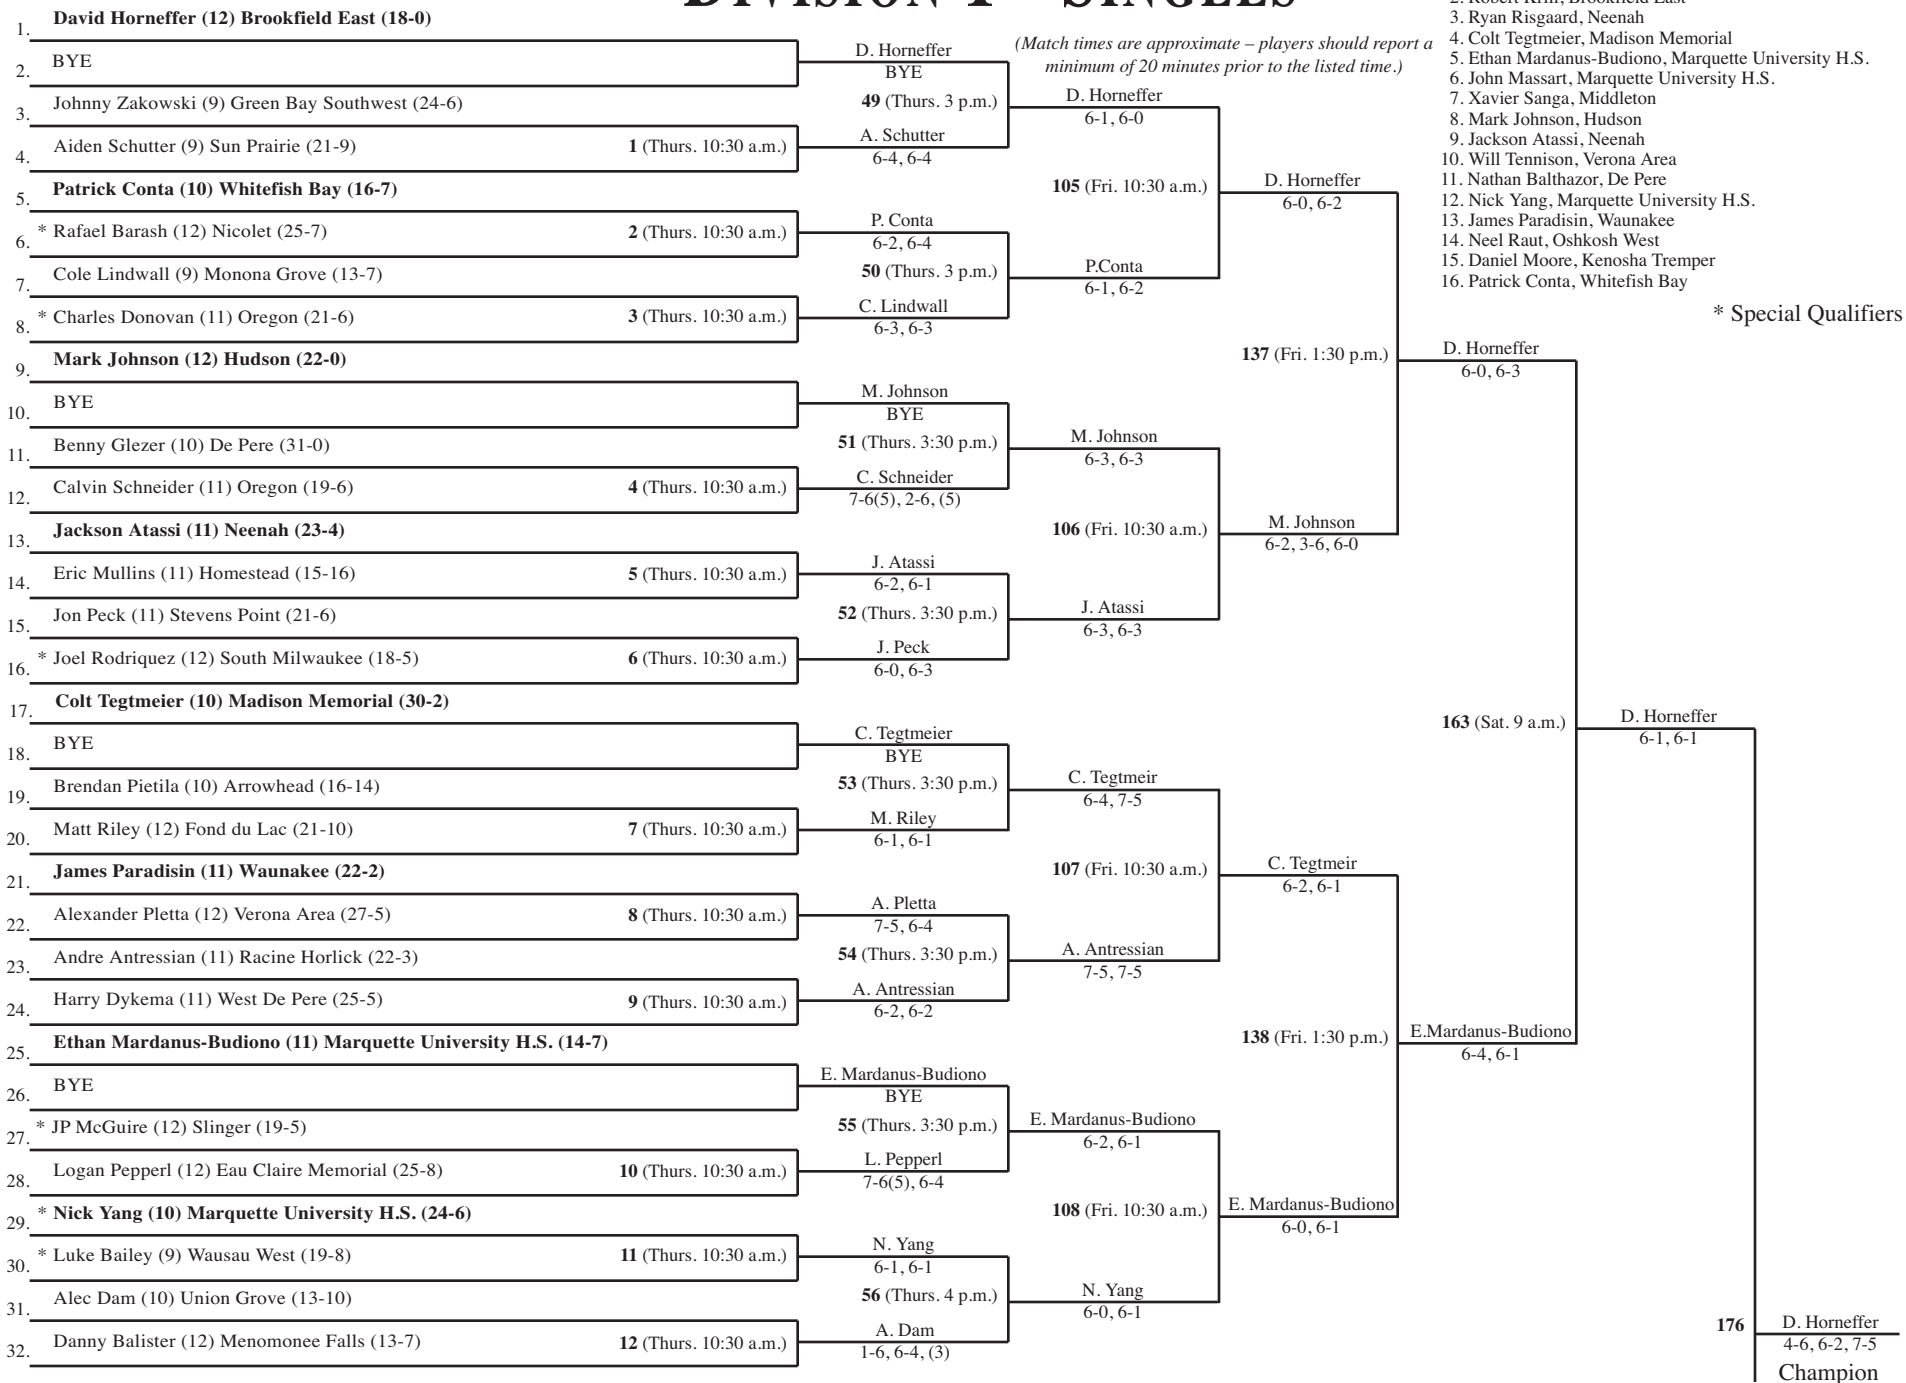 DIVISION 1 – SINGLES
(Match times are approximate – players should report a
minimum of 20 minutes prior to the listed time.)
2. Robert Krill, Brookfield East
3. Ryan Risgaard, Neenah
4. Colt Tegtmeier, Madison Memorial
5. Ethan Mardanus-Budiono, Marquette University H.S.
6. John Massart, Marquette University H.S.
7. Xavier Sanga, Middleton
8. Mark Johnson, Hudson
9. Jackson Atassi, Neenah
10. Will Tennison, Verona Area
11. Nathan Balthazor, De Pere
12. Nick Yang, Marquette University H.S.
13. James Paradisin, Waunakee
14. Neel Raut, Oshkosh West
15. Daniel Moore, Kenosha Tremper
16. Patrick Conta, Whitefish Bay
* Special Qualifiers
1. David Horneffer (12) Brookfield East (18-0)
2. BYE
3. Johnny Zakowski (9) Green Bay Southwest (24-6)
4. Aiden Schutter (9) Sun Prairie (21-9) 1 (Thurs. 10:30 a.m.)
5. Patrick Conta (10) Whitefish Bay (16-7)
6. * Rafael Barash (12) Nicolet (25-7) 2 (Thurs. 10:30 a.m.)
7. Cole Lindwall (9) Monona Grove (13-7)
8. * Charles Donovan (11) Oregon (21-6) 3 (Thurs. 10:30 a.m.)
9. Mark Johnson (12) Hudson (22-0)
10. BYE
11. Benny Glezer (10) De Pere (31-0)
12. Calvin Schneider (11) Oregon (19-6) 4 (Thurs. 10:30 a.m.)
13. Jackson Atassi (11) Neenah (23-4)
14. Eric Mullins (11) Homestead (15-16) 5 (Thurs. 10:30 a.m.)
15. Jon Peck (11) Stevens Point (21-6)
16. * Joel Rodriquez (12) South Milwaukee (18-5) 6 (Thurs. 10:30 a.m.)
17. Colt Tegtmeier (10) Madison Memorial (30-2)
18. BYE
19. Brendan Pietila (10) Arrowhead (16-14)
20. Matt Riley (12) Fond du Lac (21-10) 7 (Thurs. 10:30 a.m.)
21. James Paradisin (11) Waunakee (22-2)
22. Alexander Pletta (12) Verona Area (27-5) 8 (Thurs. 10:30 a.m.)
23. Andre Antressian (11) Racine Horlick (22-3)
24. Harry Dykema (11) West De Pere (25-5) 9 (Thurs. 10:30 a.m.)
25. Ethan Mardanus-Budiono (11) Marquette University H.S. (14-7)
26. BYE
27. * JP McGuire (12) Slinger (19-5)
28. Logan Pepperl (12) Eau Claire Memorial (25-8) 10 (Thurs. 10:30 a.m.)
29. * Nick Yang (10) Marquette University H.S. (24-6)
30. * Luke Bailey (9) Wausau West (19-8) 11 (Thurs. 10:30 a.m.)
31. Alec Dam (10) Union Grove (13-10)
32. Danny Balister (12) Menomonee Falls (13-7) 12 (Thurs. 10:30 a.m.)
D. Horneffer
BYE
49 (Thurs. 3 p.m.)
A. Schutter
6-4, 6-4
P. Conta
6-2, 6-4
50 (Thurs. 3 p.m.)
C. Lindwall
6-3, 6-3
M. Johnson
BYE
51 (Thurs. 3:30 p.m.)
C. Schneider
7-6(5), 2-6, (5)
J. Atassi
6-2, 6-1
52 (Thurs. 3:30 p.m.)
J. Peck
6-0, 6-3
C. Tegtmeier
BYE
53 (Thurs. 3:30 p.m.)
M. Riley
6-1, 6-1
A. Pletta
7-5, 6-4
54 (Thurs. 3:30 p.m.)
A. Antressian
6-2, 6-2
E. Mardanus-Budiono
BYE
55 (Thurs. 3:30 p.m.)
L. Pepperl
7-6(5), 6-4
N. Yang
6-1, 6-1
56 (Thurs. 4 p.m.)
A. Dam
1-6, 6-4, (3)
D. Horneffer
6-1, 6-0
105 (Fri. 10:30 a.m.)
P.Conta
6-1, 6-2
M. Johnson
6-3, 6-3
106 (Fri. 10:30 a.m.)
J. Atassi
6-3, 6-3
C. Tegtmeir
6-4, 7-5
107 (Fri. 10:30 a.m.)
A. Antressian
7-5, 7-5
E. Mardanus-Budiono
6-2, 6-1
108 (Fri. 10:30 a.m.)
N. Yang
6-0, 6-1
D. Horneffer
6-0, 6-2
137 (Fri. 1:30 p.m.)
M. Johnson
6-2, 3-6, 6-0
C. Tegtmeir
6-2, 6-1
138 (Fri. 1:30 p.m.)
E. Mardanus-Budiono
6-0, 6-1
D. Horneffer
6-0, 6-3
163 (Sat. 9 a.m.)
E.Mardanus-Budiono
6-4, 6-1
D. Horneffer
6-1, 6-1
176
D. Horneffer
4-6, 6-2, 7-5
Champion